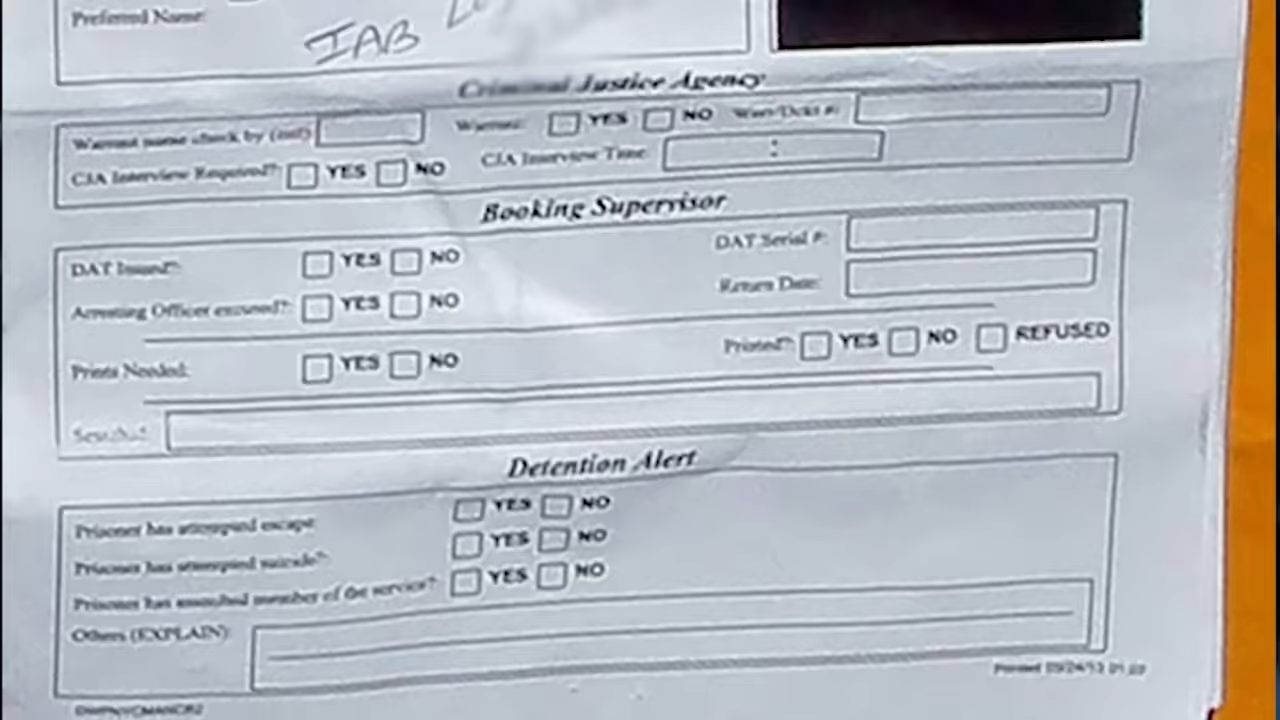 Preferred Name:
IAB
Criminal Justice Agency
Warrant name check by (init)
Warrant: YES NO Warr/Dckt #:
CJA Interview Required?: YES NO CJA Interview Time: :
Booking Supervisor
DAT Issued?: YES NO DAT Serial #:
Arresting Officer excused?: YES NO Return Date:
Prints Needed: YES NO Printed?: YES NO REFUSED
Detention Alert
Prisoner has attempted escape YES NO
Prisoner has attempted suicide?: YES NO
Prisoner has assaulted member of the service?: YES NO
Others (EXPLAIN):
Printed